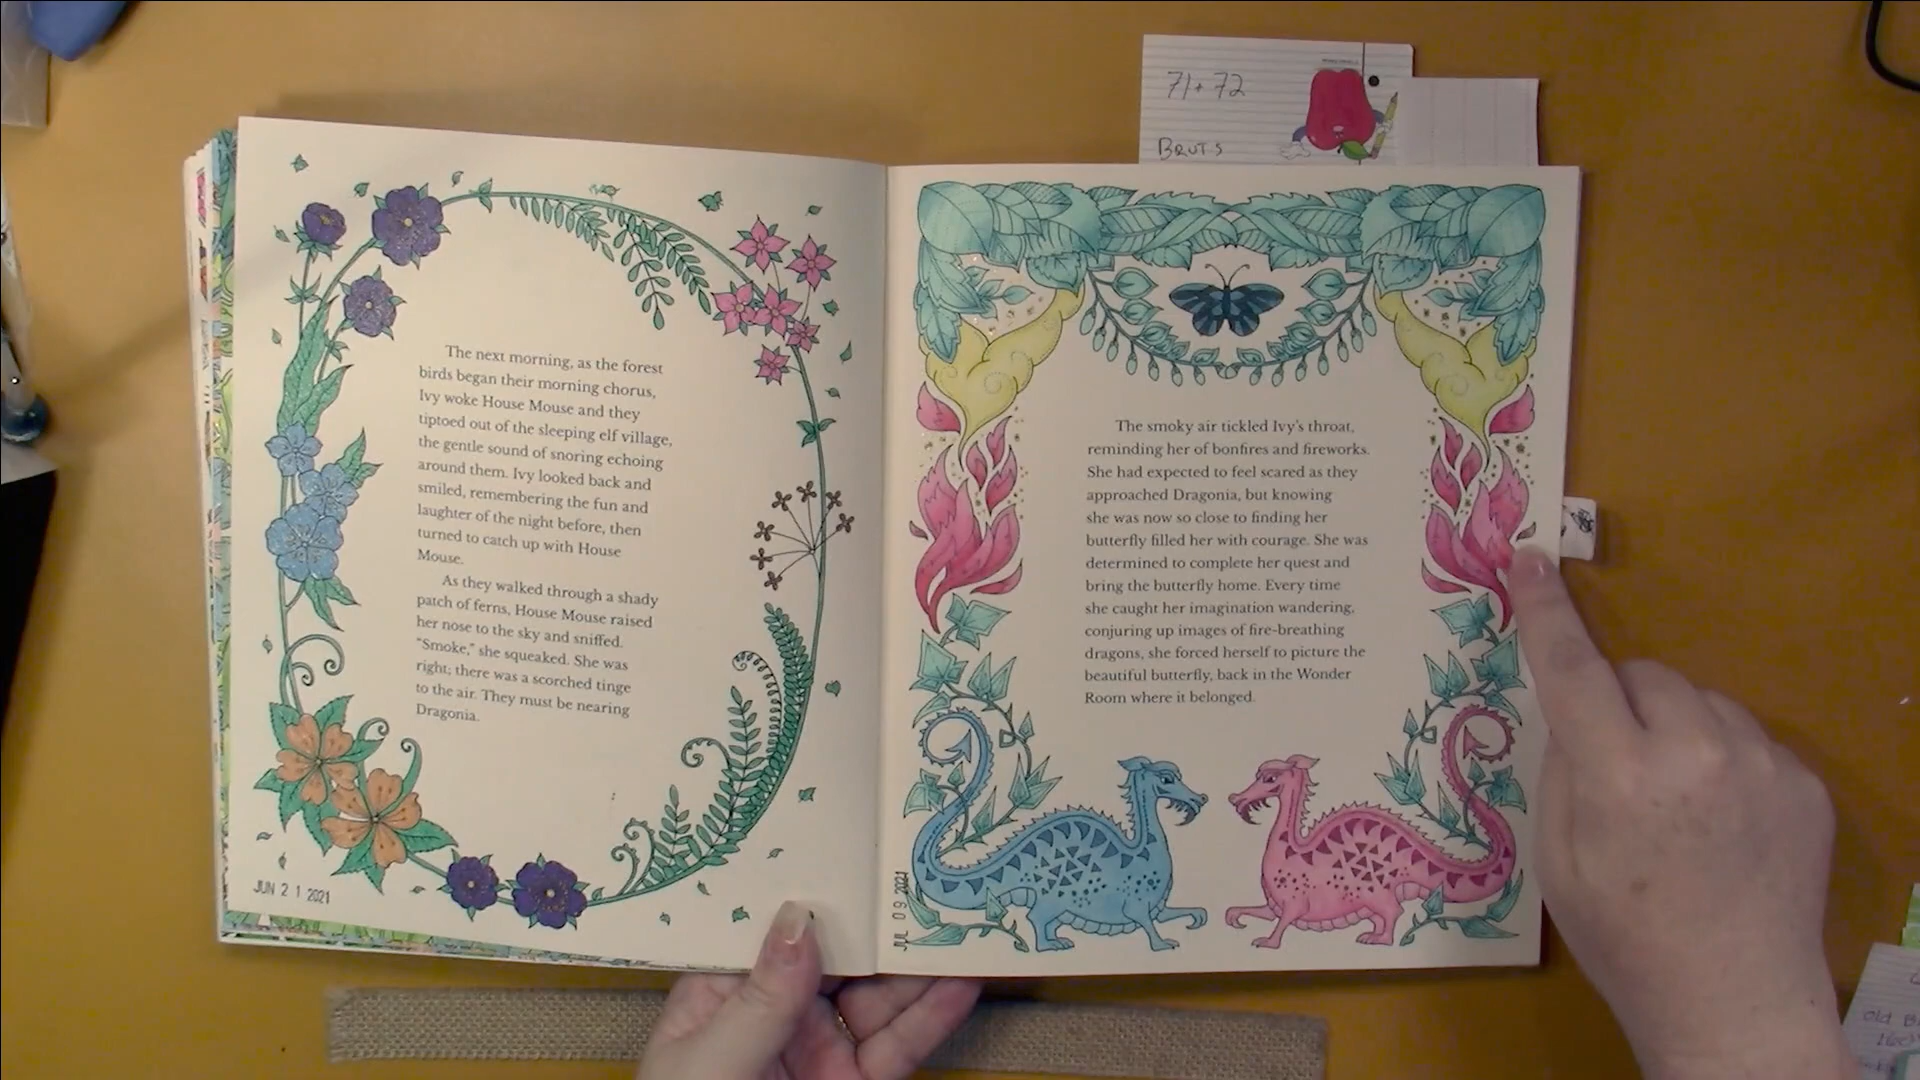 71+72
BRUTS
The next morning, as the forest
birds began their morning chorus,
Ivy woke House Mouse and they
tiptoed out of the sleeping elf village,
the gentle sound of snoring echoing
around them. Ivy looked back and
smiled, remembering the fun and
laughter of the night before, then
turned to catch up with House
Mouse.
As they walked through a shady
patch of ferns, House Mouse raised
her nose to the sky and sniffed.
“Smoke,” she squeaked. She was
right; there was a scorched tinge
to the air. They must be nearing
Dragonia.
JUN 21 2021
The smoky air tickled Ivy’s throat,
reminding her of bonfires and fireworks.
She had expected to feel scared as they
approached Dragonia, but knowing
she was now so close to finding her
butterfly filled her with courage. She was
determined to complete her quest and
bring the butterfly home. Every time
she caught her imagination wandering,
conjuring up images of fire-breathing
dragons, she forced herself to picture the
beautiful butterfly, back in the Wonder
Room where it belonged.
JUL 09 2021
Old